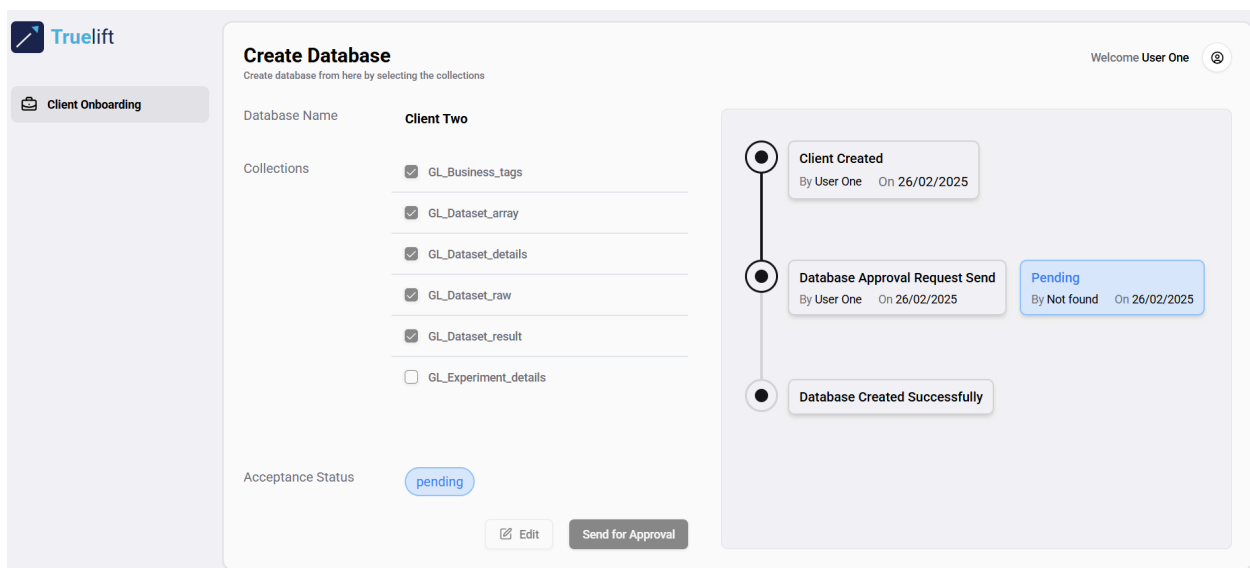 Truelift
Client Onboarding
Create Database
Create database from here by selecting the collections
Welcome User One
Database Name
Client Two
Collections
GL_Business_tags
GL_Dataset_array
GL_Dataset_details
GL_Dataset_raw
GL_Dataset_result
GL_Experiment_details
Acceptance Status
pending
Edit
Send for Approval
Client Created
By User One On 26/02/2025
Database Approval Request Send
By User One On 26/02/2025
Pending
By Not found On 26/02/2025
Database Created Successfully